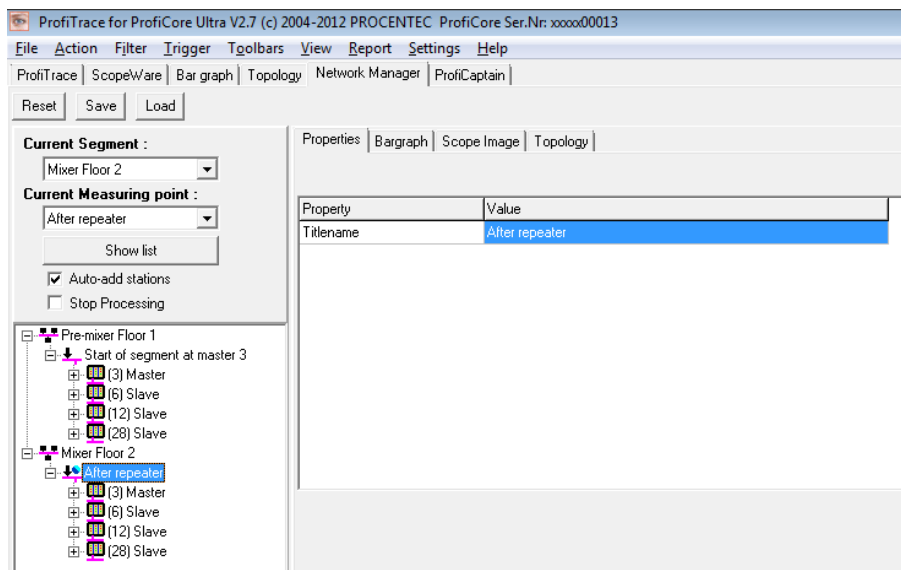 ProfiTrace for ProfiCore Ultra V2.7 (c) 2004-2012 PROCENTEC ProfiCore Ser.Nr: xxxxx00013
File Action Filter Trigger Toolbars View Report Settings Help
ProfiTrace ScopeWare Bar graph Topology Network Manager ProfiCaptain
Reset Save Load
Current Segment :
Mixer Floor 2
Current Measuring point :
After repeater
Show list
Auto-add stations
Stop Processing
Pre-mixer Floor 1
Start of segment at master 3
(3) Master
(6) Slave
(12) Slave
(28) Slave
Mixer Floor 2
After repeater
(3) Master
(6) Slave
(12) Slave
(28) Slave
Properties Bargraph Scope Image Topology
Property Value
Titlename After repeater